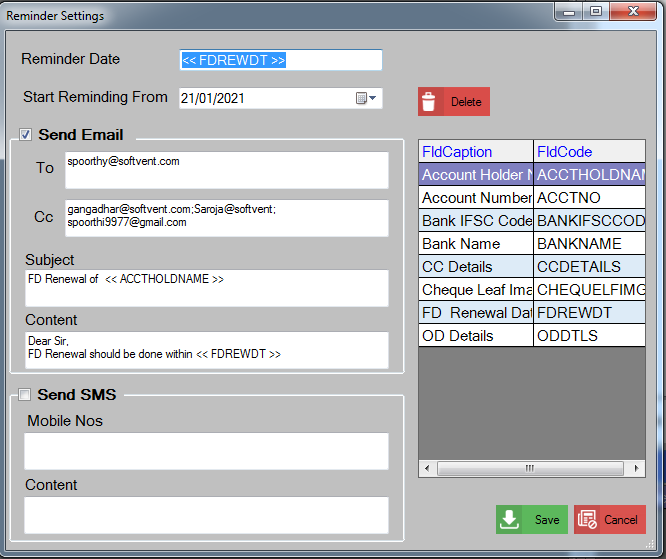 Reminder Settings
Reminder Date
<< FDREWDT >>
Start Reminding From
21/01/2021
Delete
Send Email
To
spoorthy@softvent.com
Cc
gangadhar@softvent.com;Saroja@softvent;
spoorthi9977@gmail.com
Subject
FD Renewal of << ACCTHOLDNAME >>
Content
Dear Sir,
FD Renewal should be done within << FDREWDT >>
Send SMS
Mobile Nos
Content
FldCaption FldCode
Account Holder N ACCTHOLDNAM
Account Number ACCTNO
Bank IFSC Code BANKIFSCCOD
Bank Name BANKNAME
CC Details CCDETAILS
Cheque Leaf Ima CHEQUELFIMG
FD Renewal Dat FDREWDT
OD Details ODDTLS
Save
Cancel